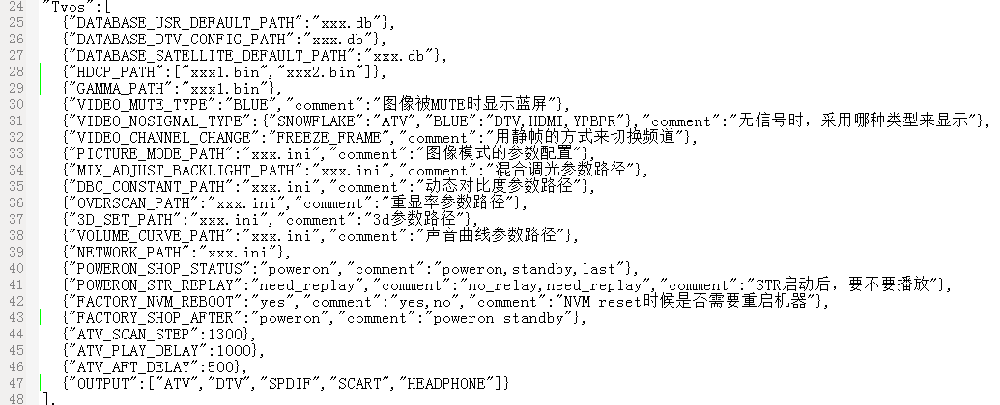 24 "Tvos":[
25 {"DATABASE_USR_DEFAULT_PATH":"xxx.db"},
26 {"DATABASE_DTV_CONFIG_PATH":"xxx.db"},
27 {"DATABASE_SATELLITE_DEFAULT_PATH":"xxx.db"},
28 {"HDCP_PATH":["xxx1.bin","xxx2.bin"]},
29 {"GAMMA_PATH":"xxx1.bin"},
30 {"VIDEO_MUTE_TYPE":"BLUE","comment":"图像被MUTE时显示蓝屏"},
31 {"VIDEO_NOSIGNAL_TYPE":{"SNOWFLAKE":"ATV","BLUE":"DTV,HDMI,YPBPR"},"comment":"无信号时，采用哪种类型来显示"},
32 {"VIDEO_CHANNEL_CHANGE":"FREEZE_FRAME","comment":"用静帧的方式来切换频道"},
33 {"PICTURE_MODE_PATH":"xxx.ini","comment":"图像模式的参数配置"},
34 {"MIX_ADJUST_BACKLIGHT_PATH":"xxx.ini","comment":"混合调光参数路径"},
35 {"DBC_CONSTANT_PATH":"xxx.ini","comment":"动态对比度参数路径"},
36 {"OVERSCAN_PATH":"xxx.ini","comment":"重显率参数路径"},
37 {"3D_SET_PATH":"xxx.ini","comment":"3d参数路径"},
38 {"VOLUME_CURVE_PATH":"xxx.ini","comment":"声音曲线参数路径"},
39 {"NETWORK_PATH":"xxx.ini"},
40 {"POWERON_SHOP_STATUS":"poweron","comment":"poweron,standby,last"},
41 {"POWERON_STR_REPLAY":"need_replay","comment":"no_relay,need_replay","comment":"STR启动后，要不要播放"},
42 {"FACTORY_NVM_REBOOT":"yes","comment":"yes,no","comment":"NVM reset时候是否需要重启机器"},
43 {"FACTORY_SHOP_AFTER":"poweron","comment":"poweron standby"},
44 {"ATV_SCAN_STEP":1300},
45 {"ATV_PLAY_DELAY":1000},
46 {"ATV_AFT_DELAY":500},
47 {"OUTPUT":["ATV","DTV","SPDIF","SCART","HEADPHONE"]}
48 ],